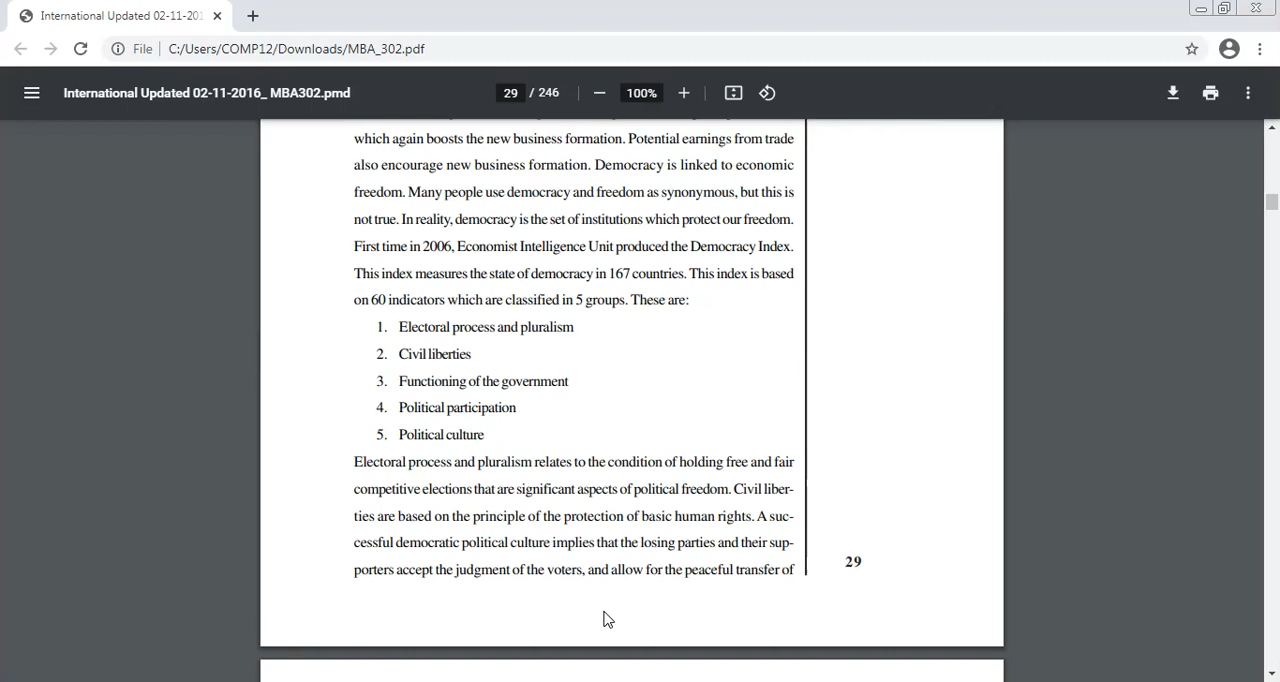 International Updated 02-11-201
File C:/Users/COMP12/Downloads/MBA_302.pdf
International Updated 02-11-2016_ MBA302.pmd 29 / 246 100%
which again boosts the new business formation. Potential earnings from trade
also encourage new business formation. Democracy is linked to economic
freedom. Many people use democracy and freedom as synonymous, but this is
not true. In reality, democracy is the set of institutions which protect our freedom.
First time in 2006, Economist Intelligence Unit produced the Democracy Index.
This index measures the state of democracy in 167 countries. This index is based
on 60 indicators which are classified in 5 groups. These are:
1. Electoral process and pluralism
2. Civil liberties
3. Functioning of the government
4. Political participation
5. Political culture
Electoral process and pluralism relates to the condition of holding free and fair
competitive elections that are significant aspects of political freedom. Civil liber-
ties are based on the principle of the protection of basic human rights. A suc-
cessful democratic political culture implies that the losing parties and their sup-
porters accept the judgment of the voters, and allow for the peaceful transfer of
29